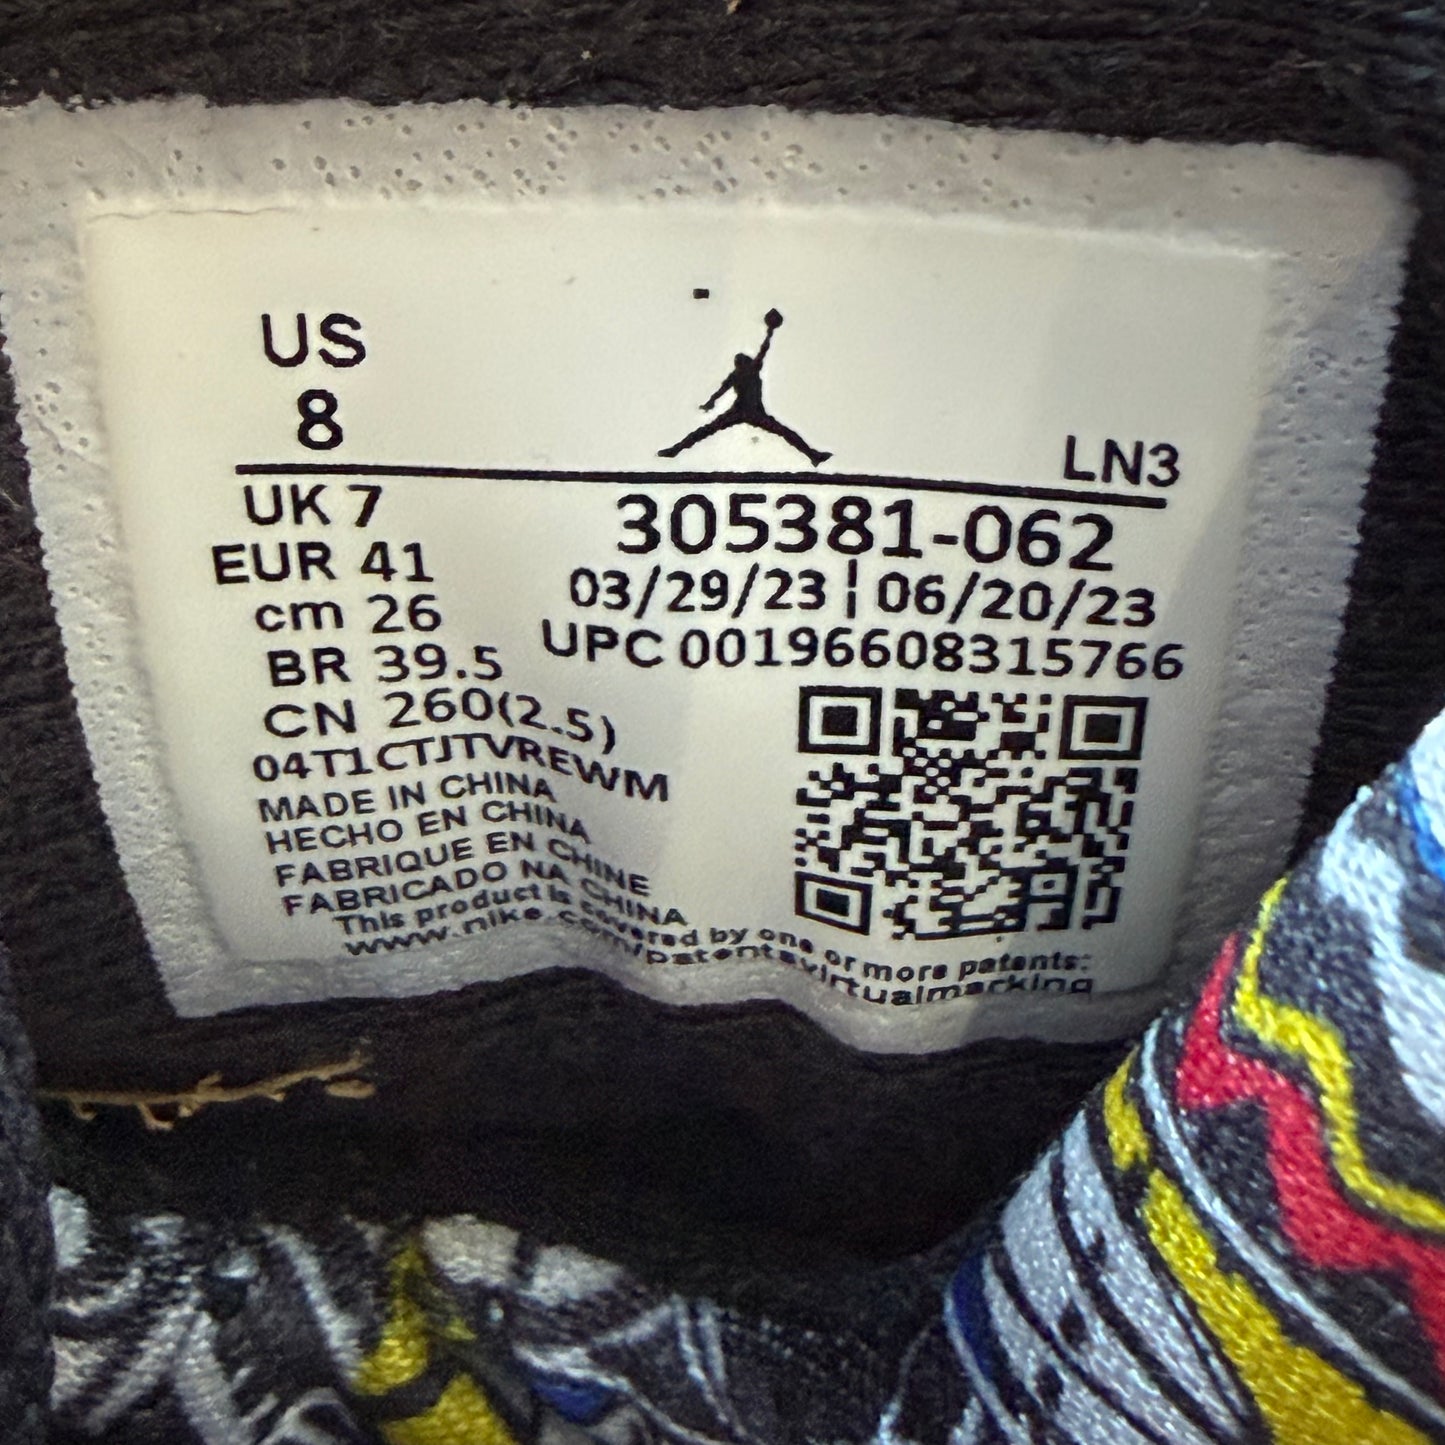 US
8
LN3
UK 7
305381-062
EUR 41
03/29/23 | 06/20/23
cm 26
UPC 00196608315766
BR 39.5
CN 260(2.5)
04T1CTJTVREWM
MADE IN CHINA
HECHO EN CHINA
FABRIQUE EN CHINE
FABRICADO NA CHINA
This product is covered by one or more patents:
www.nike.com/patentsvirtualmarking